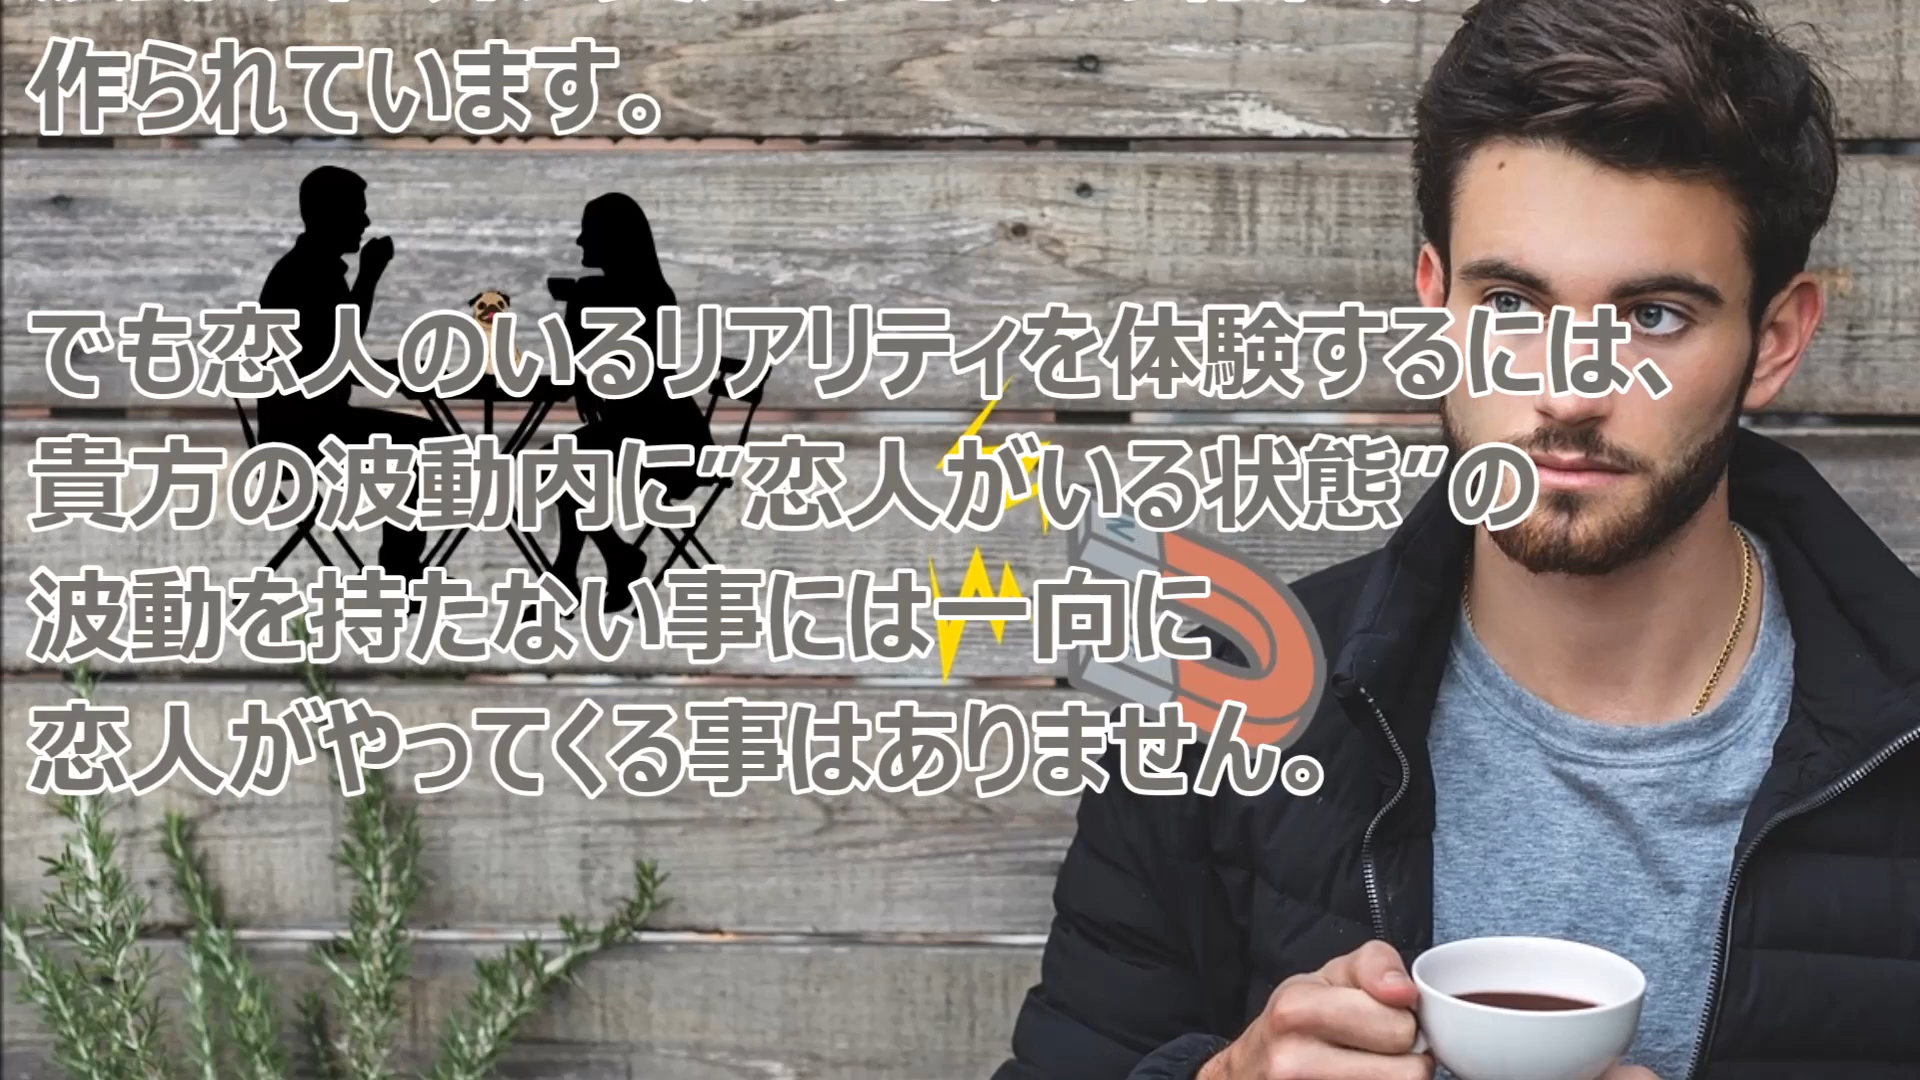 作られています。
でも恋人のいるリアリティを体験するには、
貴方の波動内に”恋人がいる状態”の
波動を持たない事には一向に
恋人がやってくる事はありません。
N